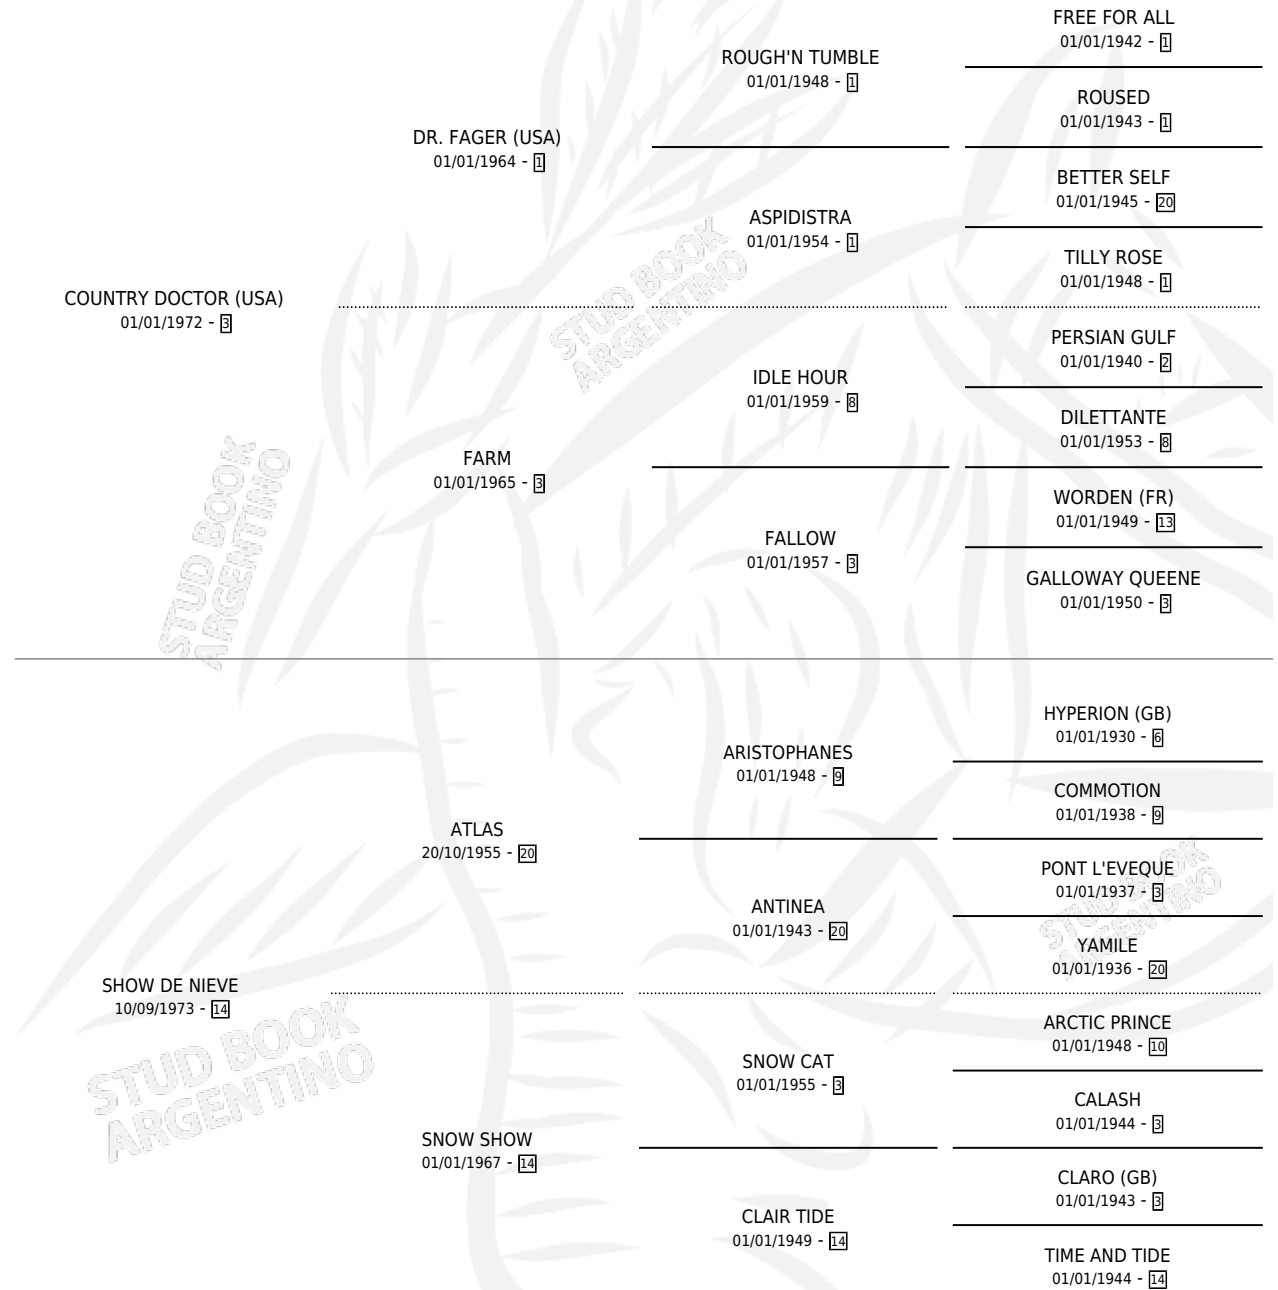 FREE FOR ALL
01/01/1942 - 1
ROUGH'N TUMBLE
01/01/1948 - 1
ROUSED
01/01/1943 - 1
DR. FAGER (USA)
01/01/1964 - 1
BETTER SELF
01/01/1945 - 20
ASPIDISTRA
01/01/1954 - 1
TILLY ROSE
01/01/1948 - 1
COUNTRY DOCTOR (USA)
01/01/1972 - 3
PERSIAN GULF
01/01/1940 - 2
IDLE HOUR
01/01/1959 - 8
DILETTANTE
01/01/1953 - 8
FARM
01/01/1965 - 3
WORDEN (FR)
01/01/1949 - 13
FALLOW
01/01/1957 - 3
GALLOWAY QUEENE
01/01/1950 - 3
HYPERION (GB)
01/01/1930 - 6
ARISTOPHANES
01/01/1948 - 9
COMMOTION
01/01/1938 - 9
ATLAS
20/10/1955 - 20
PONT L'EVEQUE
01/01/1937 - 3
ANTINEA
01/01/1943 - 20
YAMILE
01/01/1936 - 20
SHOW DE NIEVE
10/09/1973 - 14
ARCTIC PRINCE
01/01/1948 - 10
SNOW CAT
01/01/1955 - 3
CALASH
01/01/1944 - 3
SNOW SHOW
01/01/1967 - 14
CLARO (GB)
01/01/1943 - 3
CLAIR TIDE
01/01/1949 - 14
TIME AND TIDE
01/01/1944 - 14
STUD BOOK
ARGENTINO
STUD BOOK
ARGENTINO
STUD BOOK
ARGENTINO
STUD BOOK
ARGENTINO